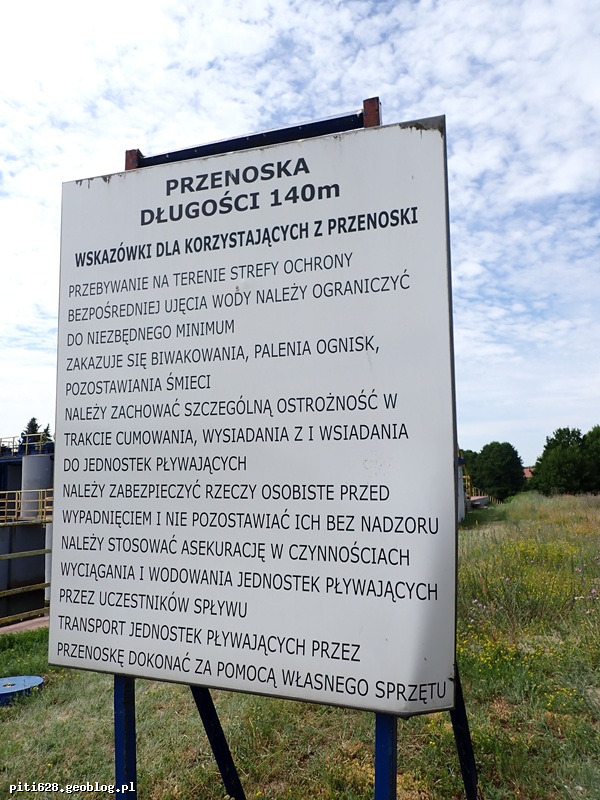 PRZENOSKA
DŁUGOŚCI 140m
WSKAZÓWKI DLA KORZYSTAJĄCYCH Z PRZENOSKI
PRZEBYWANIE NA TERENIE STREFY OCHRONY
BEZPOŚREDNIEJ UJĘCIA WODY NALEŻY OGRANICZYĆ
DO NIEZBĘDNEGO MINIMUM
ZAKAZUJE SIĘ BIWAKOWANIA, PALENIA OGNISK,
POZOSTAWIANIA ŚMIECI
NALEŻY ZACHOWAĆ SZCZEGÓLNĄ OSTROŻNOŚĆ W
TRAKCIE CUMOWANIA, WYSIADANIA Z I WSIADANIA
DO JEDNOSTEK PŁYWAJĄCYCH
NALEŻY ZABEZPIECZYĆ RZECZY OSOBISTE PRZED
WYPADNIĘCIEM I NIE POZOSTAWIAĆ ICH BEZ NADZORU
NALEŻY STOSOWAĆ ASEKURACJĘ W CZYNNOŚCIACH
WYCIĄGANIA I WODOWANIA JEDNOSTEK PŁYWAJĄCYCH
PRZEZ UCZESTNIKÓW SPŁYWU
TRANSPORT JEDNOSTEK PŁYWAJĄCYCH PRZEZ
PRZENOSKĘ DOKONAĆ ZA POMOCĄ WŁASNEGO SPRZĘTU
piti628.geoblog.pl